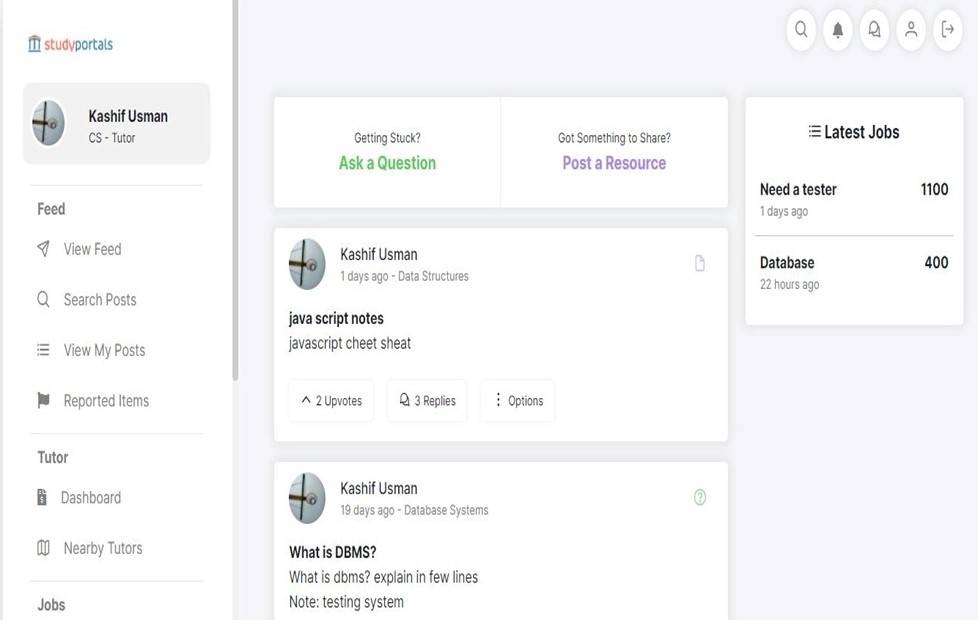 studyportals
Kashif Usman
CS - Tutor
Feed
View Feed
Search Posts
View My Posts
Reported Items
Tutor
Dashboard
Nearby Tutors
Jobs
Getting Stuck?
Ask a Question
Got Something to Share?
Post a Resource
Kashif Usman
1 days ago - Data Structures
java script notes
javascript cheet sheat
2 Upvotes
3 Replies
Options
Kashif Usman
19 days ago - Database Systems
What is DBMS?
What is dbms? explain in few lines
Note: testing system
Latest Jobs
Need a tester 1100
1 days ago
Database 400
22 hours ago